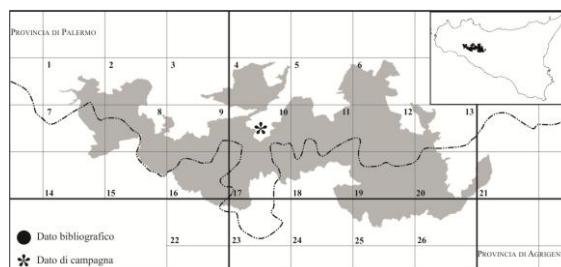 PROVINCIA DI PALERMO
1 2 3 4 5 6
7 8 9 10 11 12 13
14 15 16 17 18 19 20 21
22 23 24 25 26
Dato bibliografico
Dato di campagna
PROVINCIA DI AGRIGEN